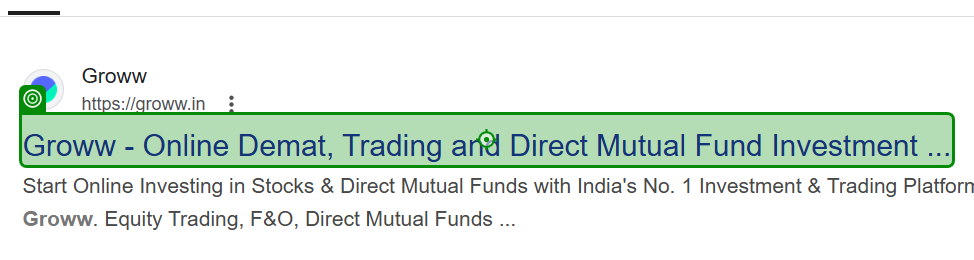 Groww
https://groww.in
Groww - Online Demat, Trading and Direct Mutual Fund Investment ...
Start Online Investing in Stocks & Direct Mutual Funds with India's No. 1 Investment & Trading Platform
Groww. Equity Trading, F&O, Direct Mutual Funds ...